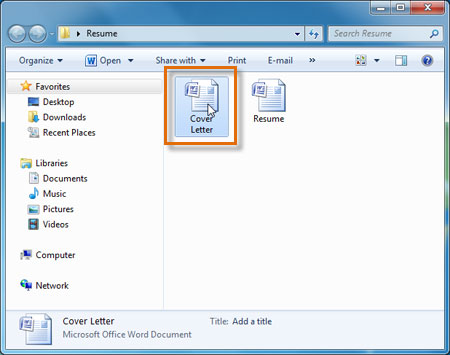 Resume
Search Resume
Organize Open Share with Print E-mail »
Favorites
Desktop
Downloads
Recent Places
Libraries
Documents
Music
Pictures
Videos
Computer
Network
Cover
Letter
Resume
Cover Letter Title: Add a title
Microsoft Office Word Document